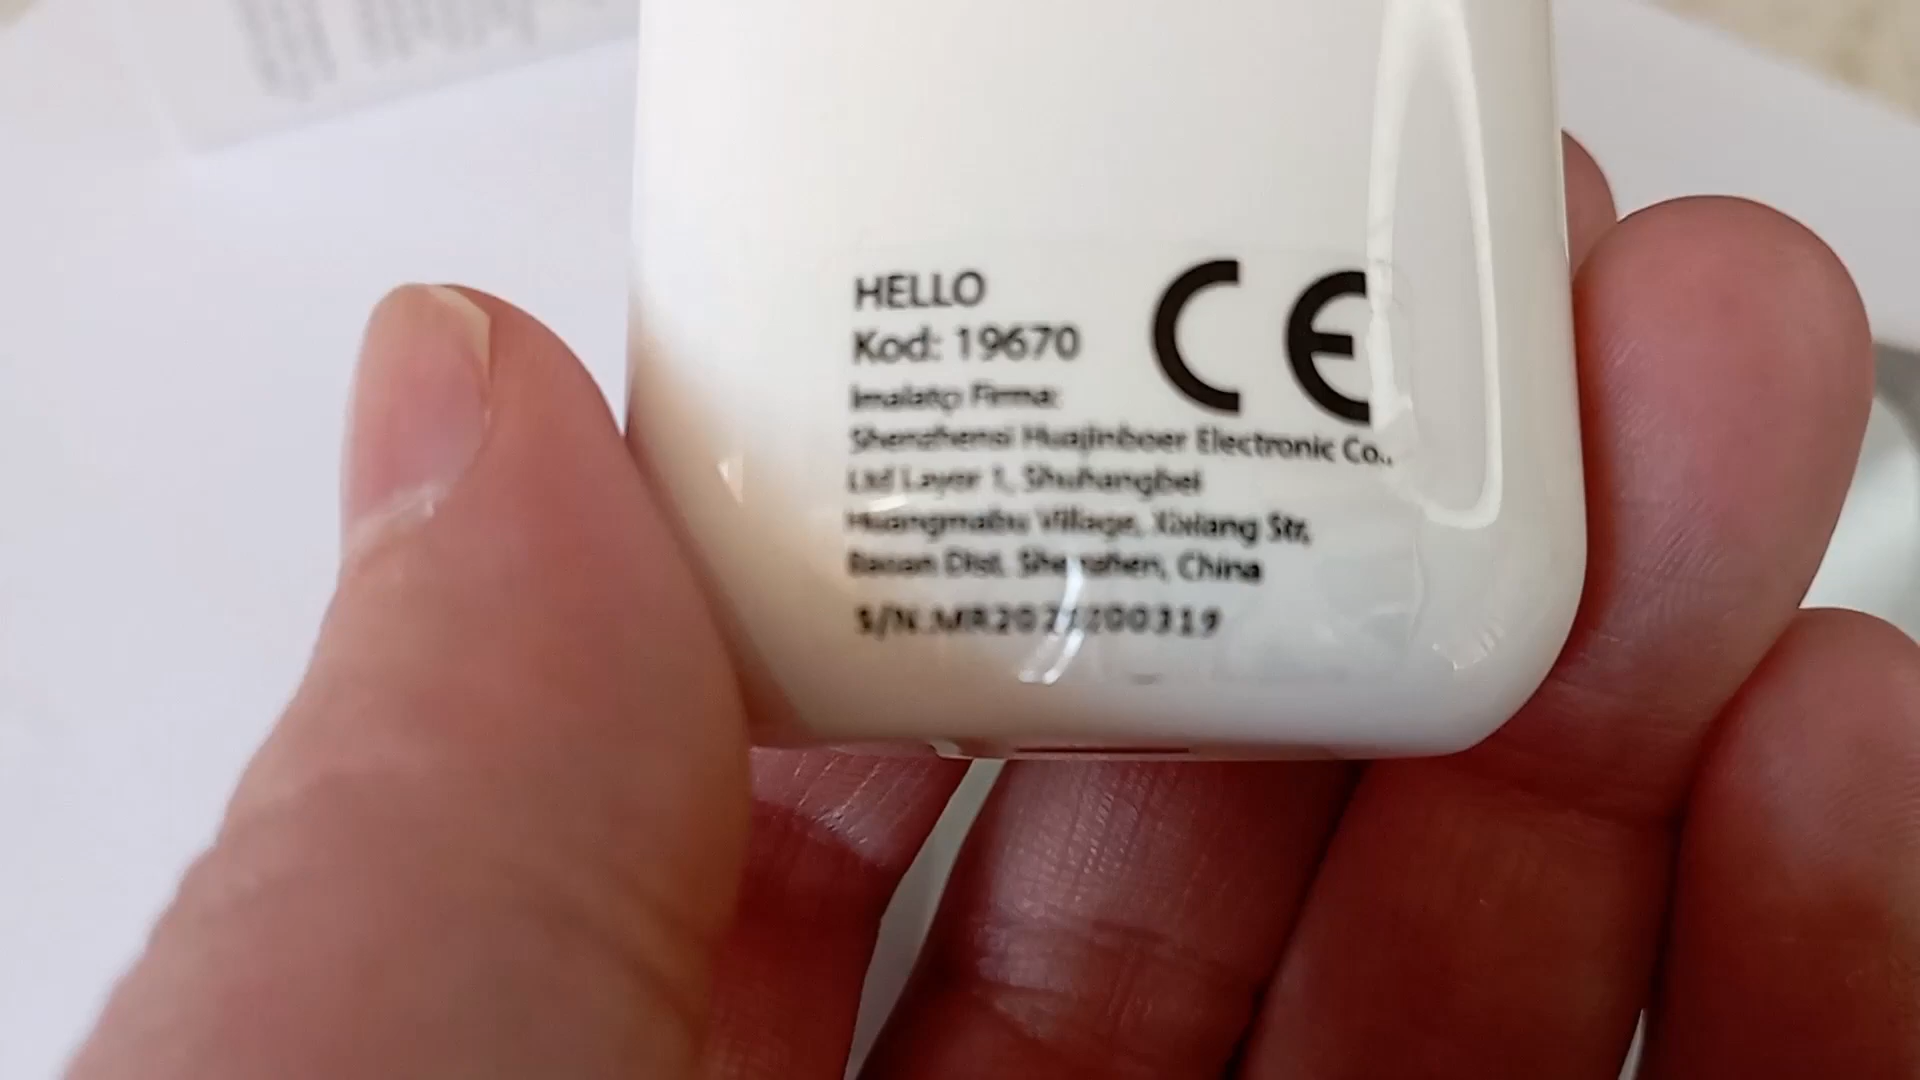 HELLO
Kod: 19670
CE
İmalatçı Firma:
Huajinboer Electronic Co.,
Ltd Layer 1, Shuhangbei
Huangmabu Village, Xixiang Str,
Baoan Dist. Shenzhen, China